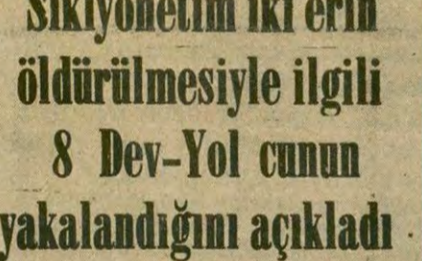 Sıkıyönetim iki erin
öldürülmesiyle ilgili
8 Dev-Yol cunun
yakalandığını açıkladı